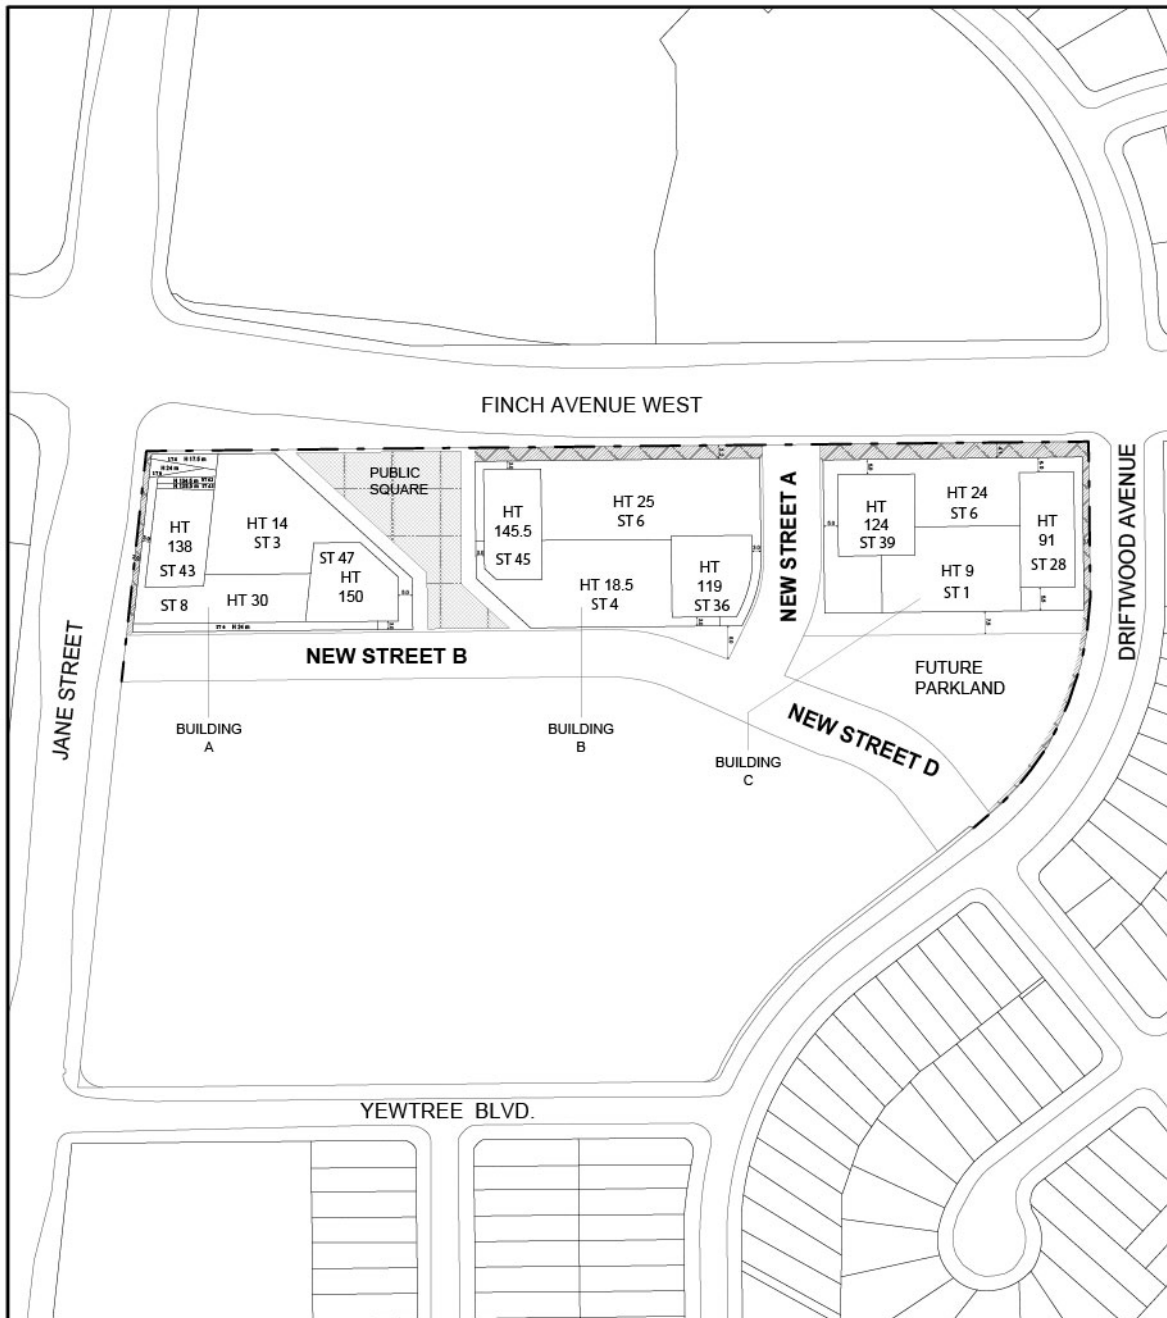 FINCH AVENUE WEST
PUBLIC
SQUARE
HT
138
ST 43
HT 14
ST 3
ST 47
HT
150
ST 8
HT 30
HT
145.5
ST 45
HT 25
ST 6
HT 18.5
ST 4
HT
119
ST 36
NEW STREET A
HT
124
ST 39
HT 24
ST 6
HT
91
ST 28
HT 9
ST 1
DRIFTWOOD AVENUE
JANE STREET
NEW STREET B
FUTURE
PARKLAND
NEW STREET D
BUILDING
A
BUILDING
B
BUILDING
C
YEWTREE BLVD.